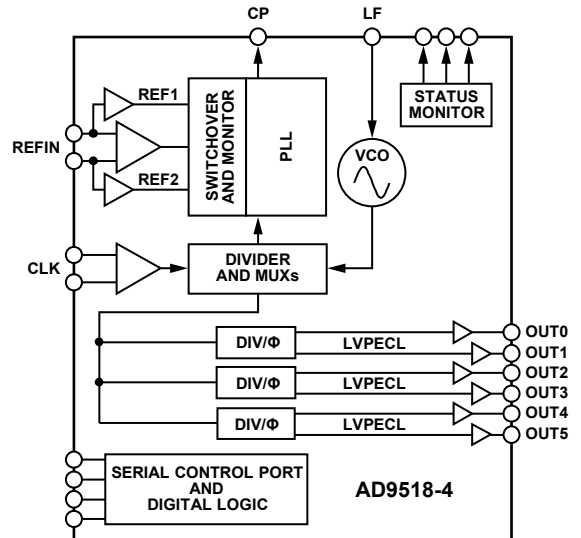 CP
LF
REF1
REFIN
REF2
SWITCHOVER
AND MONITOR
PLL
STATUS
MONITOR
VCO
CLK
DIVIDER
AND MUXs
DIV/Φ
LVPECL
OUT0
OUT1
DIV/Φ
LVPECL
OUT2
OUT3
DIV/Φ
LVPECL
OUT4
OUT5
SERIAL CONTROL PORT
AND
DIGITAL LOGIC
AD9518-4